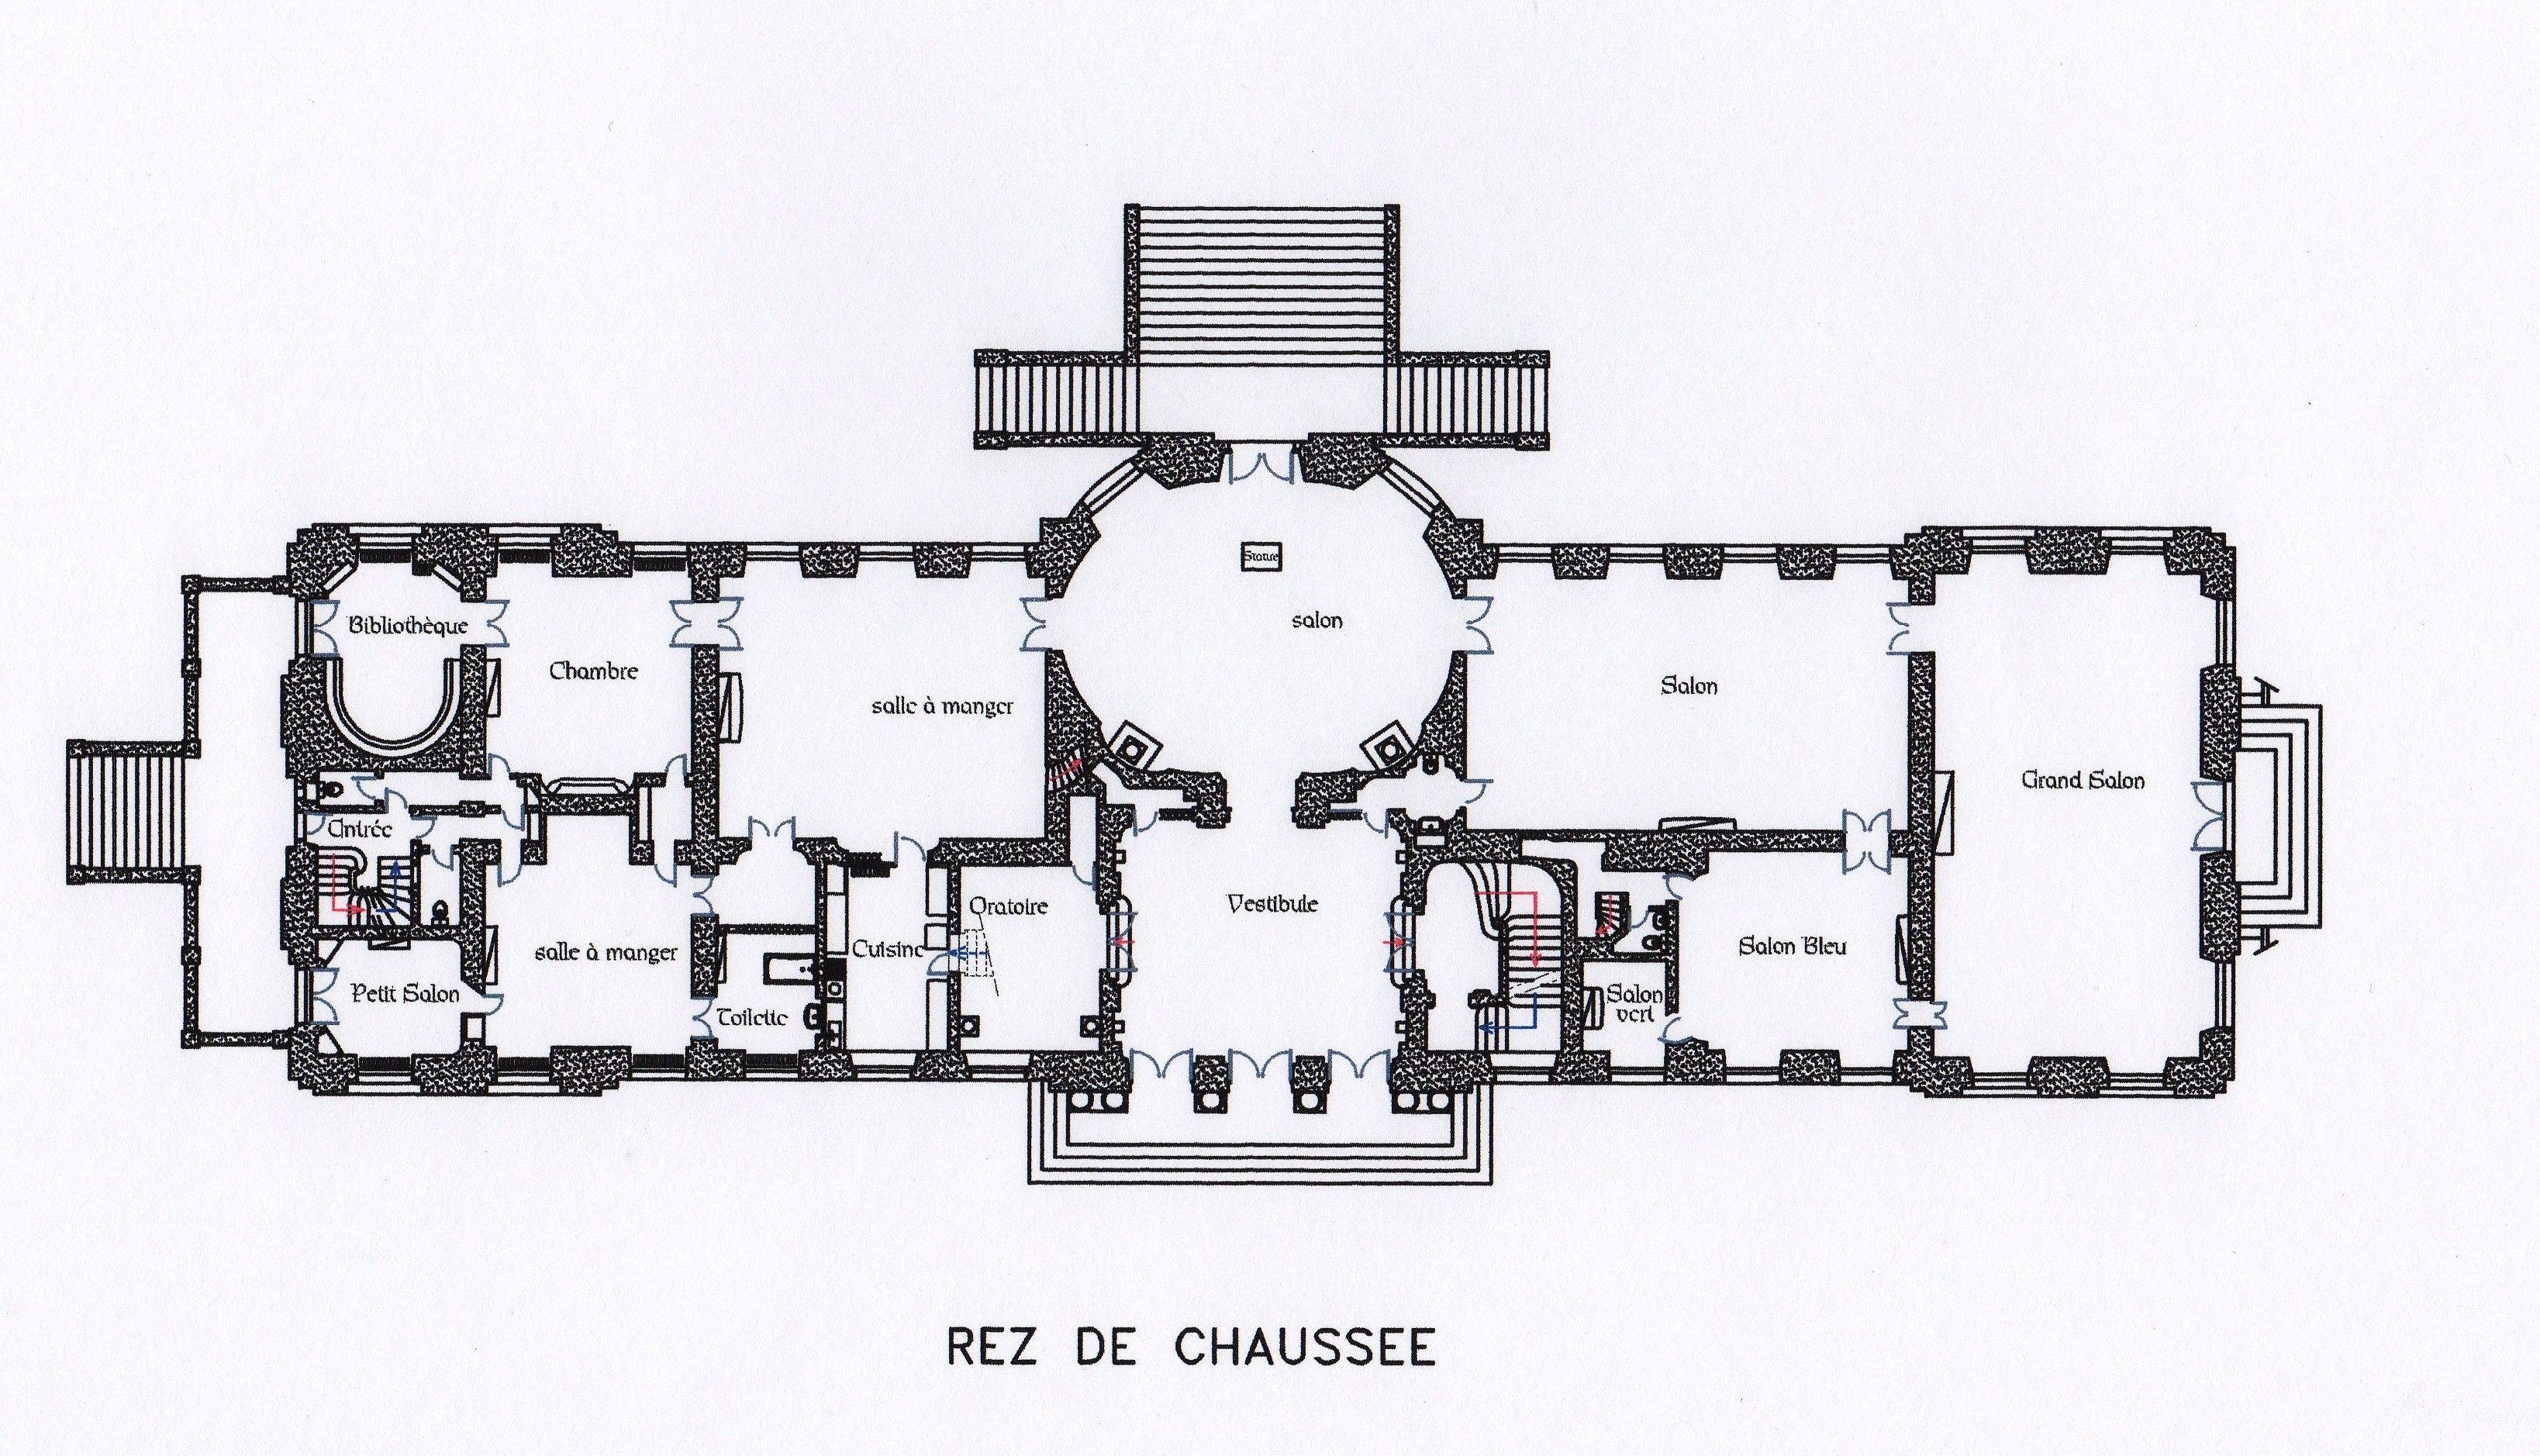 Statue
Bibliothèque
salon
Chambre
Salon
salle à manger
Grand Salon
Entrée
Oratoire
Vestibule
salle à manger
Cuisine
Salon Bleu
Petit Salon
Salon
vert
Toilette
REZ DE CHAUSSEE